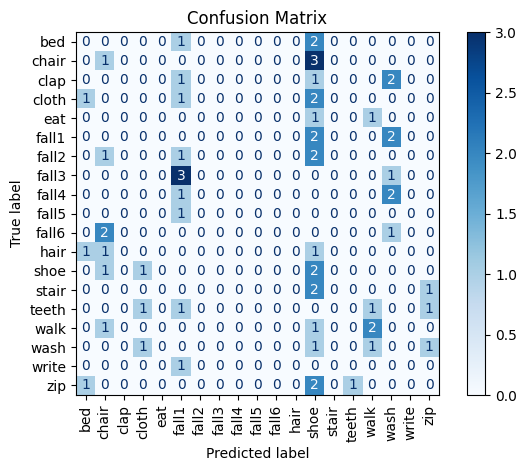 Confusion Matrix
True label
bed 0 0 0 0 0 1 0 0 0 0 0 0 2 0 0 0 0 0 0
chair 0 1 0 0 0 0 0 0 0 0 0 0 3 0 0 0 0 0 0
clap 0 0 0 0 0 1 0 0 0 0 0 0 1 0 0 0 2 0 0
cloth 1 0 0 0 0 1 0 0 0 0 0 0 2 0 0 0 0 0 0
eat 0 0 0 0 0 0 0 0 0 0 0 0 1 0 0 1 0 0 0
fall1 0 0 0 0 0 0 0 0 0 0 0 0 2 0 0 0 2 0 0
fall2 0 1 0 0 0 1 0 0 0 0 0 0 2 0 0 0 0 0 0
fall3 0 0 0 0 0 3 0 0 0 0 0 0 0 0 0 0 1 0 0
fall4 0 0 0 0 0 1 0 0 0 0 0 0 0 0 0 0 2 0 0
fall5 0 0 0 0 0 1 0 0 0 0 0 0 0 0 0 0 0 0 0
fall6 0 2 0 0 0 0 0 0 0 0 0 0 0 0 0 0 1 0 0
hair 1 1 0 0 0 0 0 0 0 0 0 0 1 0 0 0 0 0 0
shoe 0 1 0 1 0 0 0 0 0 0 0 0 2 0 0 0 0 0 0
stair 0 0 0 0 0 0 0 0 0 0 0 0 2 0 0 0 0 0 1
teeth 0 0 0 1 0 1 0 0 0 0 0 0 0 0 0 1 0 0 1
walk 0 1 0 0 0 0 0 0 0 0 0 0 1 0 0 2 0 0 0
wash 0 0 0 1 0 0 0 0 0 0 0 0 1 0 0 1 0 0 1
write 0 0 0 0 0 1 0 0 0 0 0 0 0 0 0 0 0 0 0
zip 1 0 0 0 0 0 0 0 0 0 0 0 2 0 1 0 0 0 0
bed chair clap cloth eat fall1 fall2 fall3 fall4 fall5 fall6 hair shoe stair teeth walk wash write zip
Predicted label
3.0
2.5
2.0
1.5
1.0
0.5
0.0